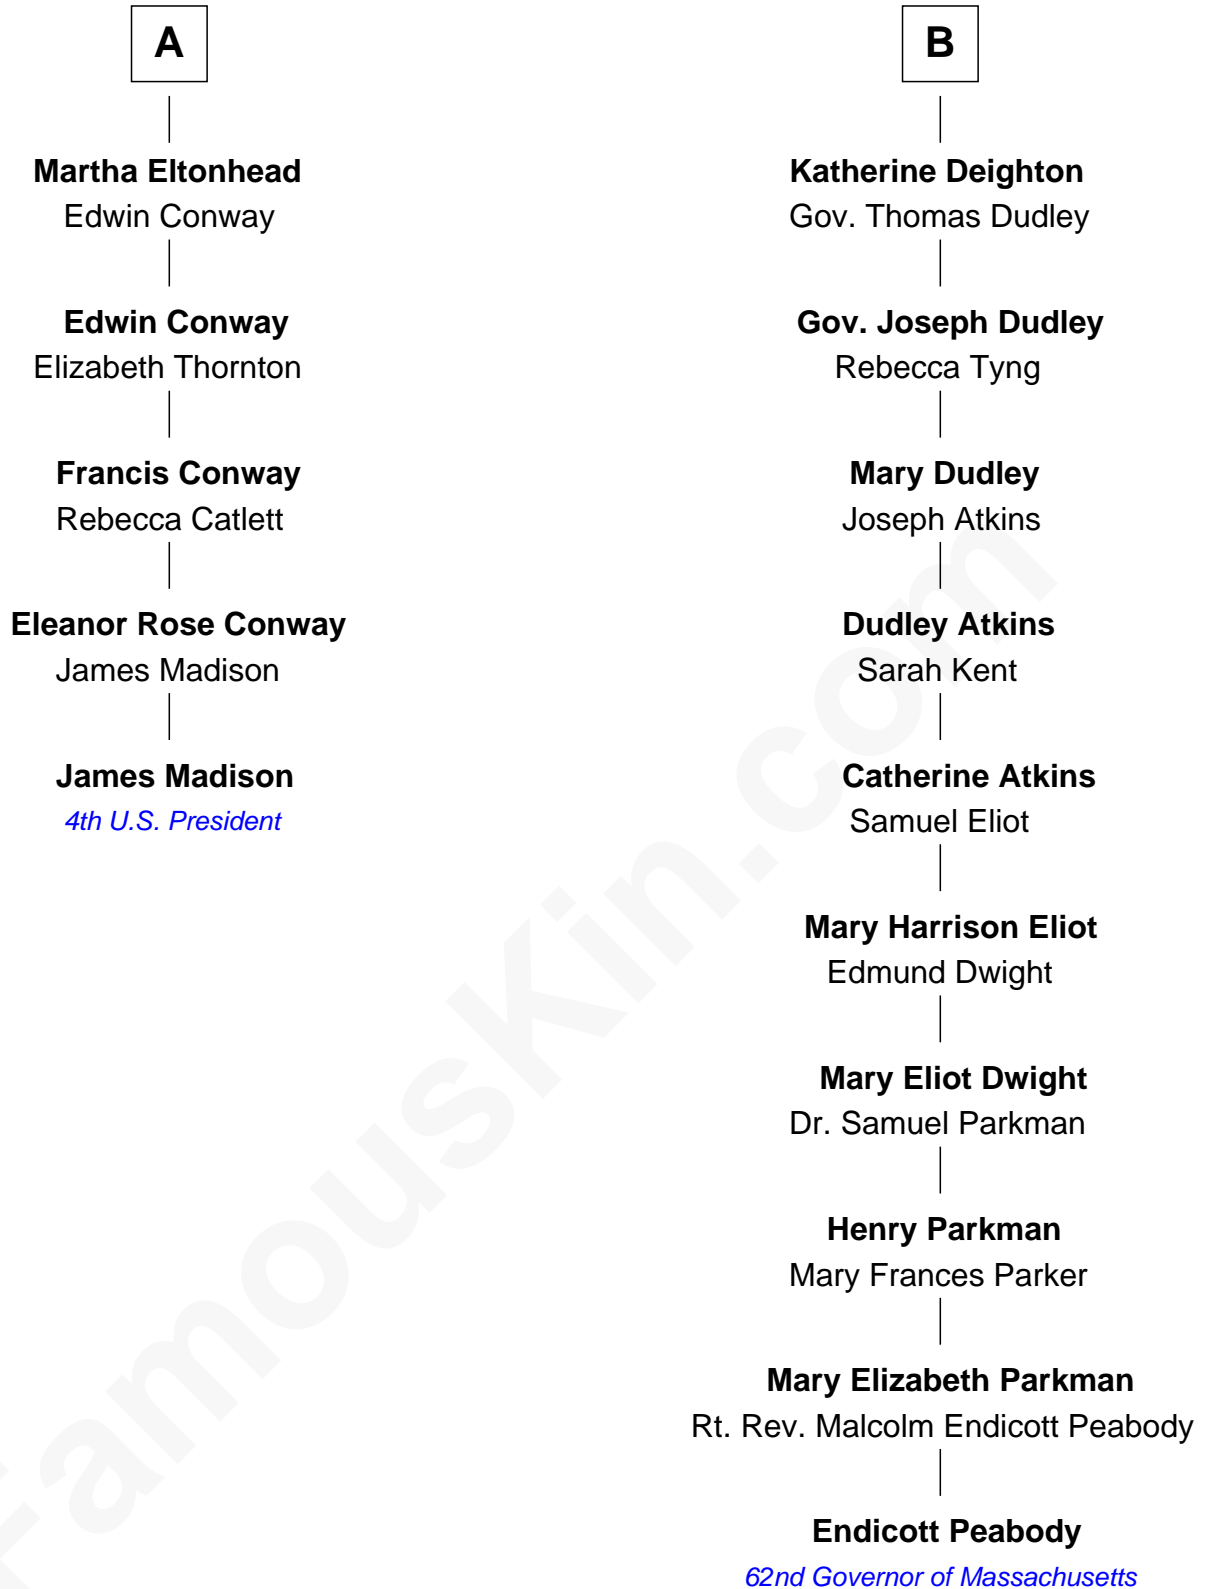 A
Martha Eltonhead
Edwin Conway
Edwin Conway
Elizabeth Thornton
Francis Conway
Rebecca Catlett
Eleanor Rose Conway
James Madison
James Madison
4th U.S. President
B
Katherine Deighton
Gov. Thomas Dudley
Gov. Joseph Dudley
Rebecca Tyng
Mary Dudley
Joseph Atkins
Dudley Atkins
Sarah Kent
Catherine Atkins
Samuel Eliot
Mary Harrison Eliot
Edmund Dwight
Mary Eliot Dwight
Dr. Samuel Parkman
Henry Parkman
Mary Frances Parker
Mary Elizabeth Parkman
Rt. Rev. Malcolm Endicott Peabody
Endicott Peabody
62nd Governor of Massachusetts
FamousKin.com